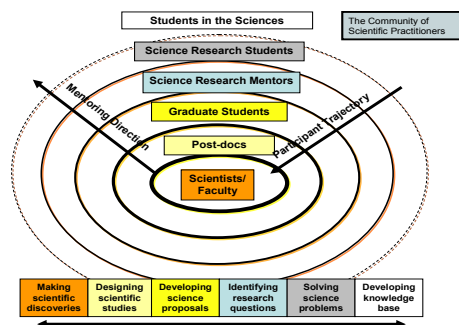 Students in the Sciences
The Community of
Scientific Practitioners
Science Research Students
Science Research Mentors
Graduate Students
Post-docs
Scientists/
Faculty
Mentoring Direction
Participant Trajectory
Making
scientific
discoveries
Designing
scientific
studies
Developing
science
proposals
Identifying
research
questions
Solving
science
problems
Developing
knowledge
base